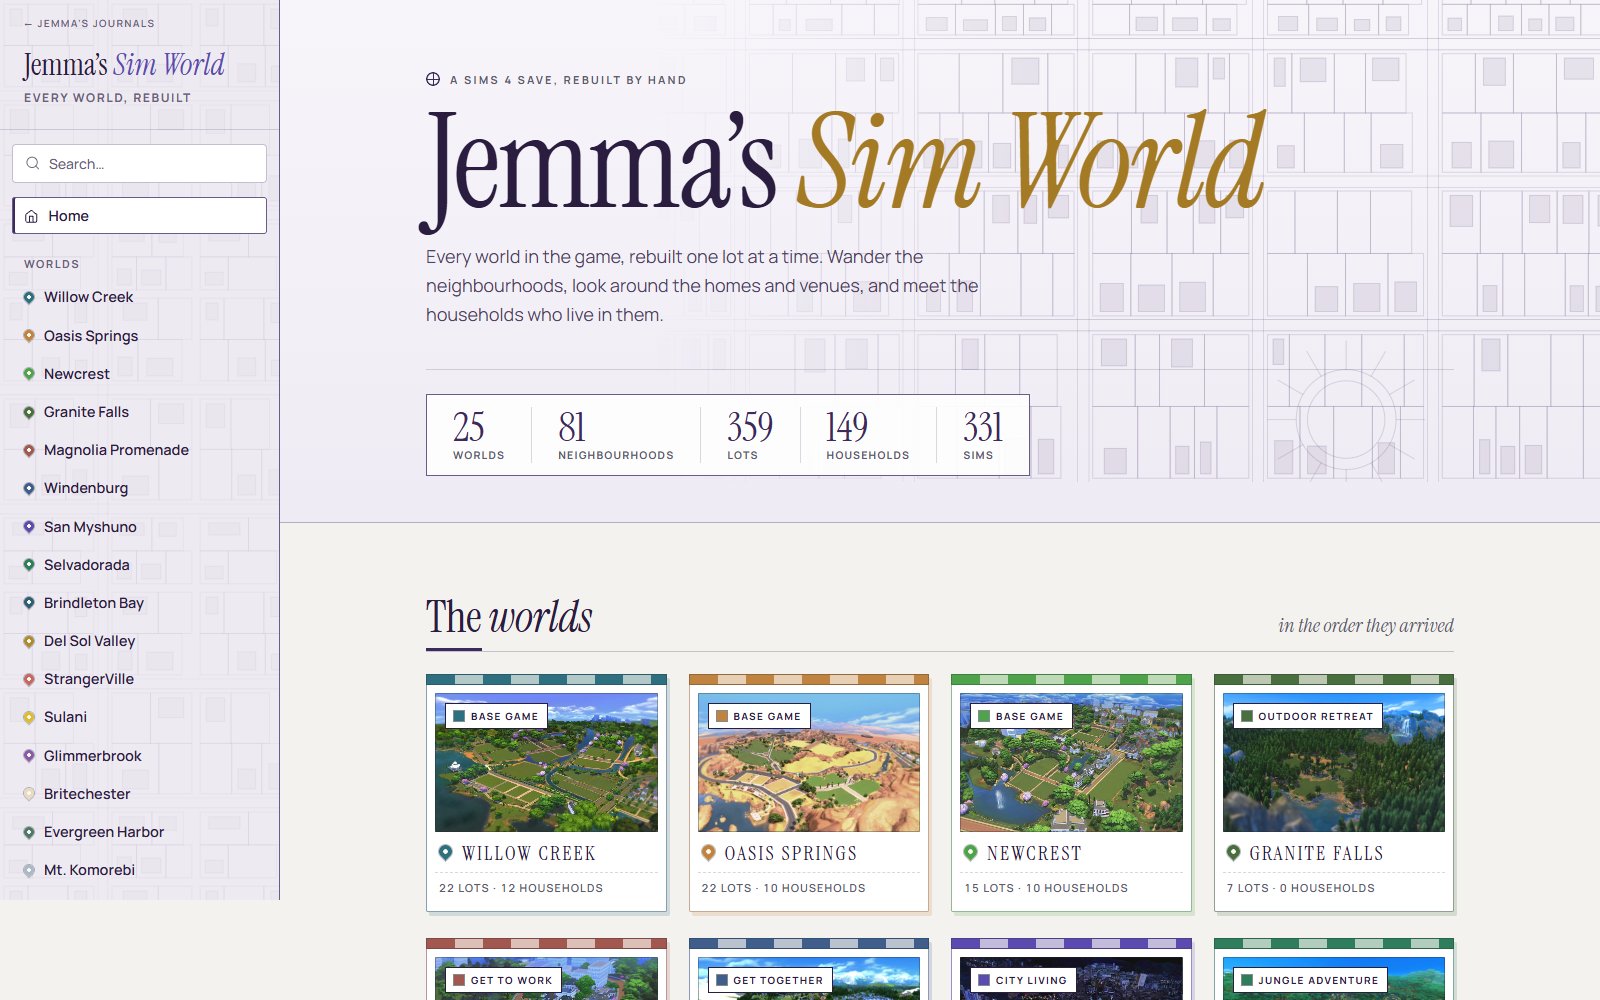 ← JEMMA'S JOURNALS
Jemma's Sim World
EVERY WORLD, REBUILT
Search...
Home
WORLDS
Willow Creek
Oasis Springs
Newcrest
Granite Falls
Magnolia Promenade
Windenburg
San Myshuno
Selvadorada
Brindleton Bay
Del Sol Valley
StrangerVille
Sulani
Glimmerbrook
Britechester
Evergreen Harbor
Mt. Komorebi
A SIMS 4 SAVE, REBUILT BY HAND
Jemma's Sim World
Every world in the game, rebuilt one lot at a time. Wander the
neighbourhoods, look around the homes and venues, and meet the
households who live in them.
25 81 359 149 331
WORLDS NEIGHBOURHOODS LOTS HOUSEHOLDS SIMS
The worlds
in the order they arrived
BASE GAME BASE GAME BASE GAME OUTDOOR RETREAT
WILLOW CREEK OASIS SPRINGS NEWCREST GRANITE FALLS
22 LOTS · 12 HOUSEHOLDS 22 LOTS · 10 HOUSEHOLDS 15 LOTS · 10 HOUSEHOLDS 7 LOTS · 0 HOUSEHOLDS
GET TO WORK GET TOGETHER CITY LIVING JUNGLE ADVENTURE